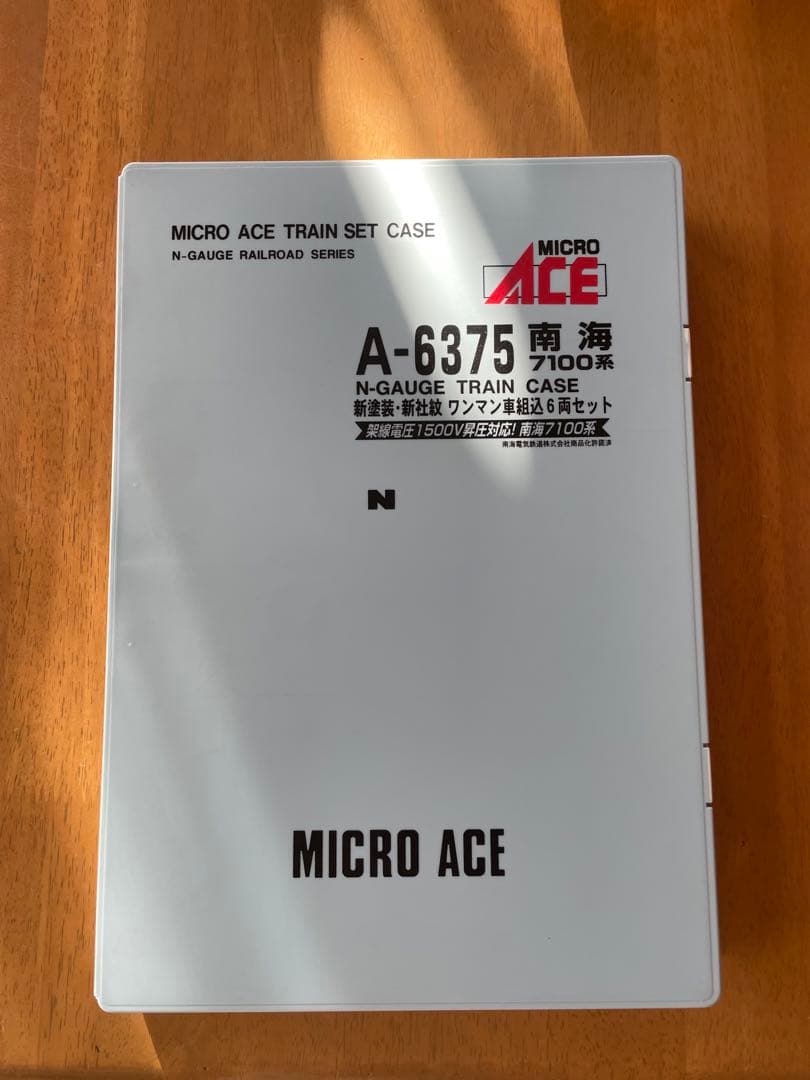 MICRO ACE TRAIN SET CASE
N-GAUGE RAILROAD SERIES
MICRO
ACE
A-6375 南海
7100系
N-GAUGE TRAIN CASE
新塗装・新社紋 ワンマン車組込6両セット
架線電圧1500V昇圧対応! 南海7100系
南海電気鉄道株式会社商品化許諾済
N
MICRO ACE